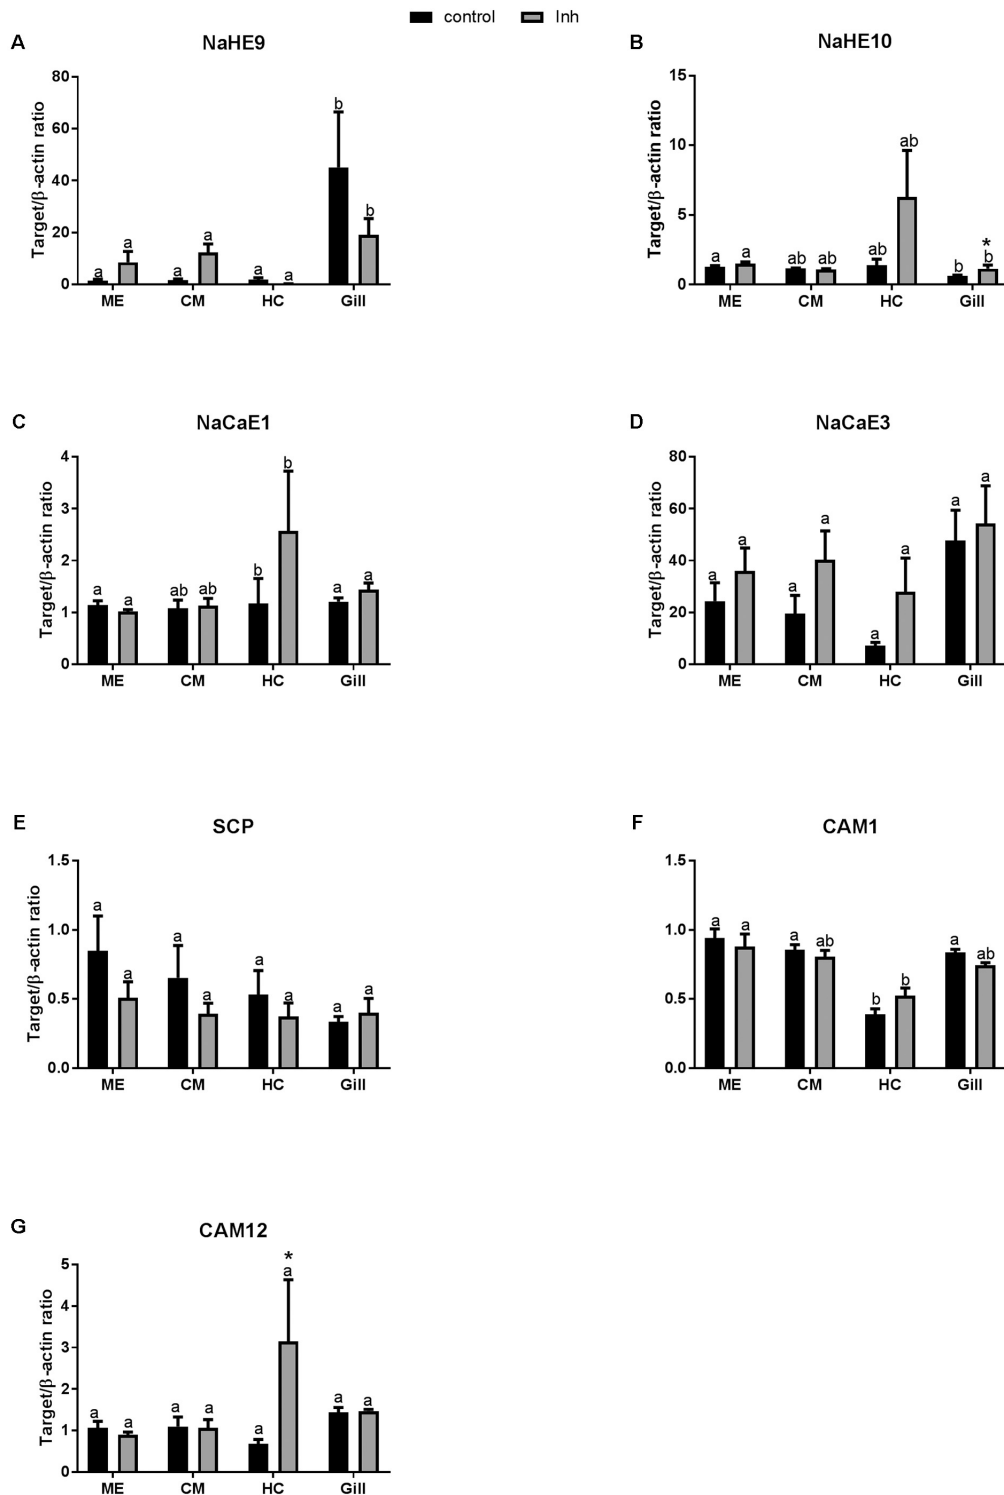 control Inh
A NaHE9
Target/β-actin ratio
80
b
60
40
b
20
a a a a a a
0
ME CM HC Gill
B NaHE10
Target/β-actin ratio
15
ab
10
5
*
a a ab ab ab b b
0
ME CM HC Gill
C NaCaE1
Target/β-actin ratio
4
b
3
2
b
a a ab ab a a
1
0
ME CM HC Gill
D NaCaE3
Target/β-actin ratio
80
a a
60
a a a a a
40
20
a
0
ME CM HC Gill
E SCP
Target/β-actin ratio
1.5
a
1.0
a a
a a a a a
0.5
0.0
ME CM HC Gill
F CAM1
Target/β-actin ratio
1.5
a a a ab a ab
1.0
b b
0.5
0.0
ME CM HC Gill
G CAM12
Target/β-actin ratio
*
5
a
4
3
2
a a a a a a a
1
0
ME CM HC Gill